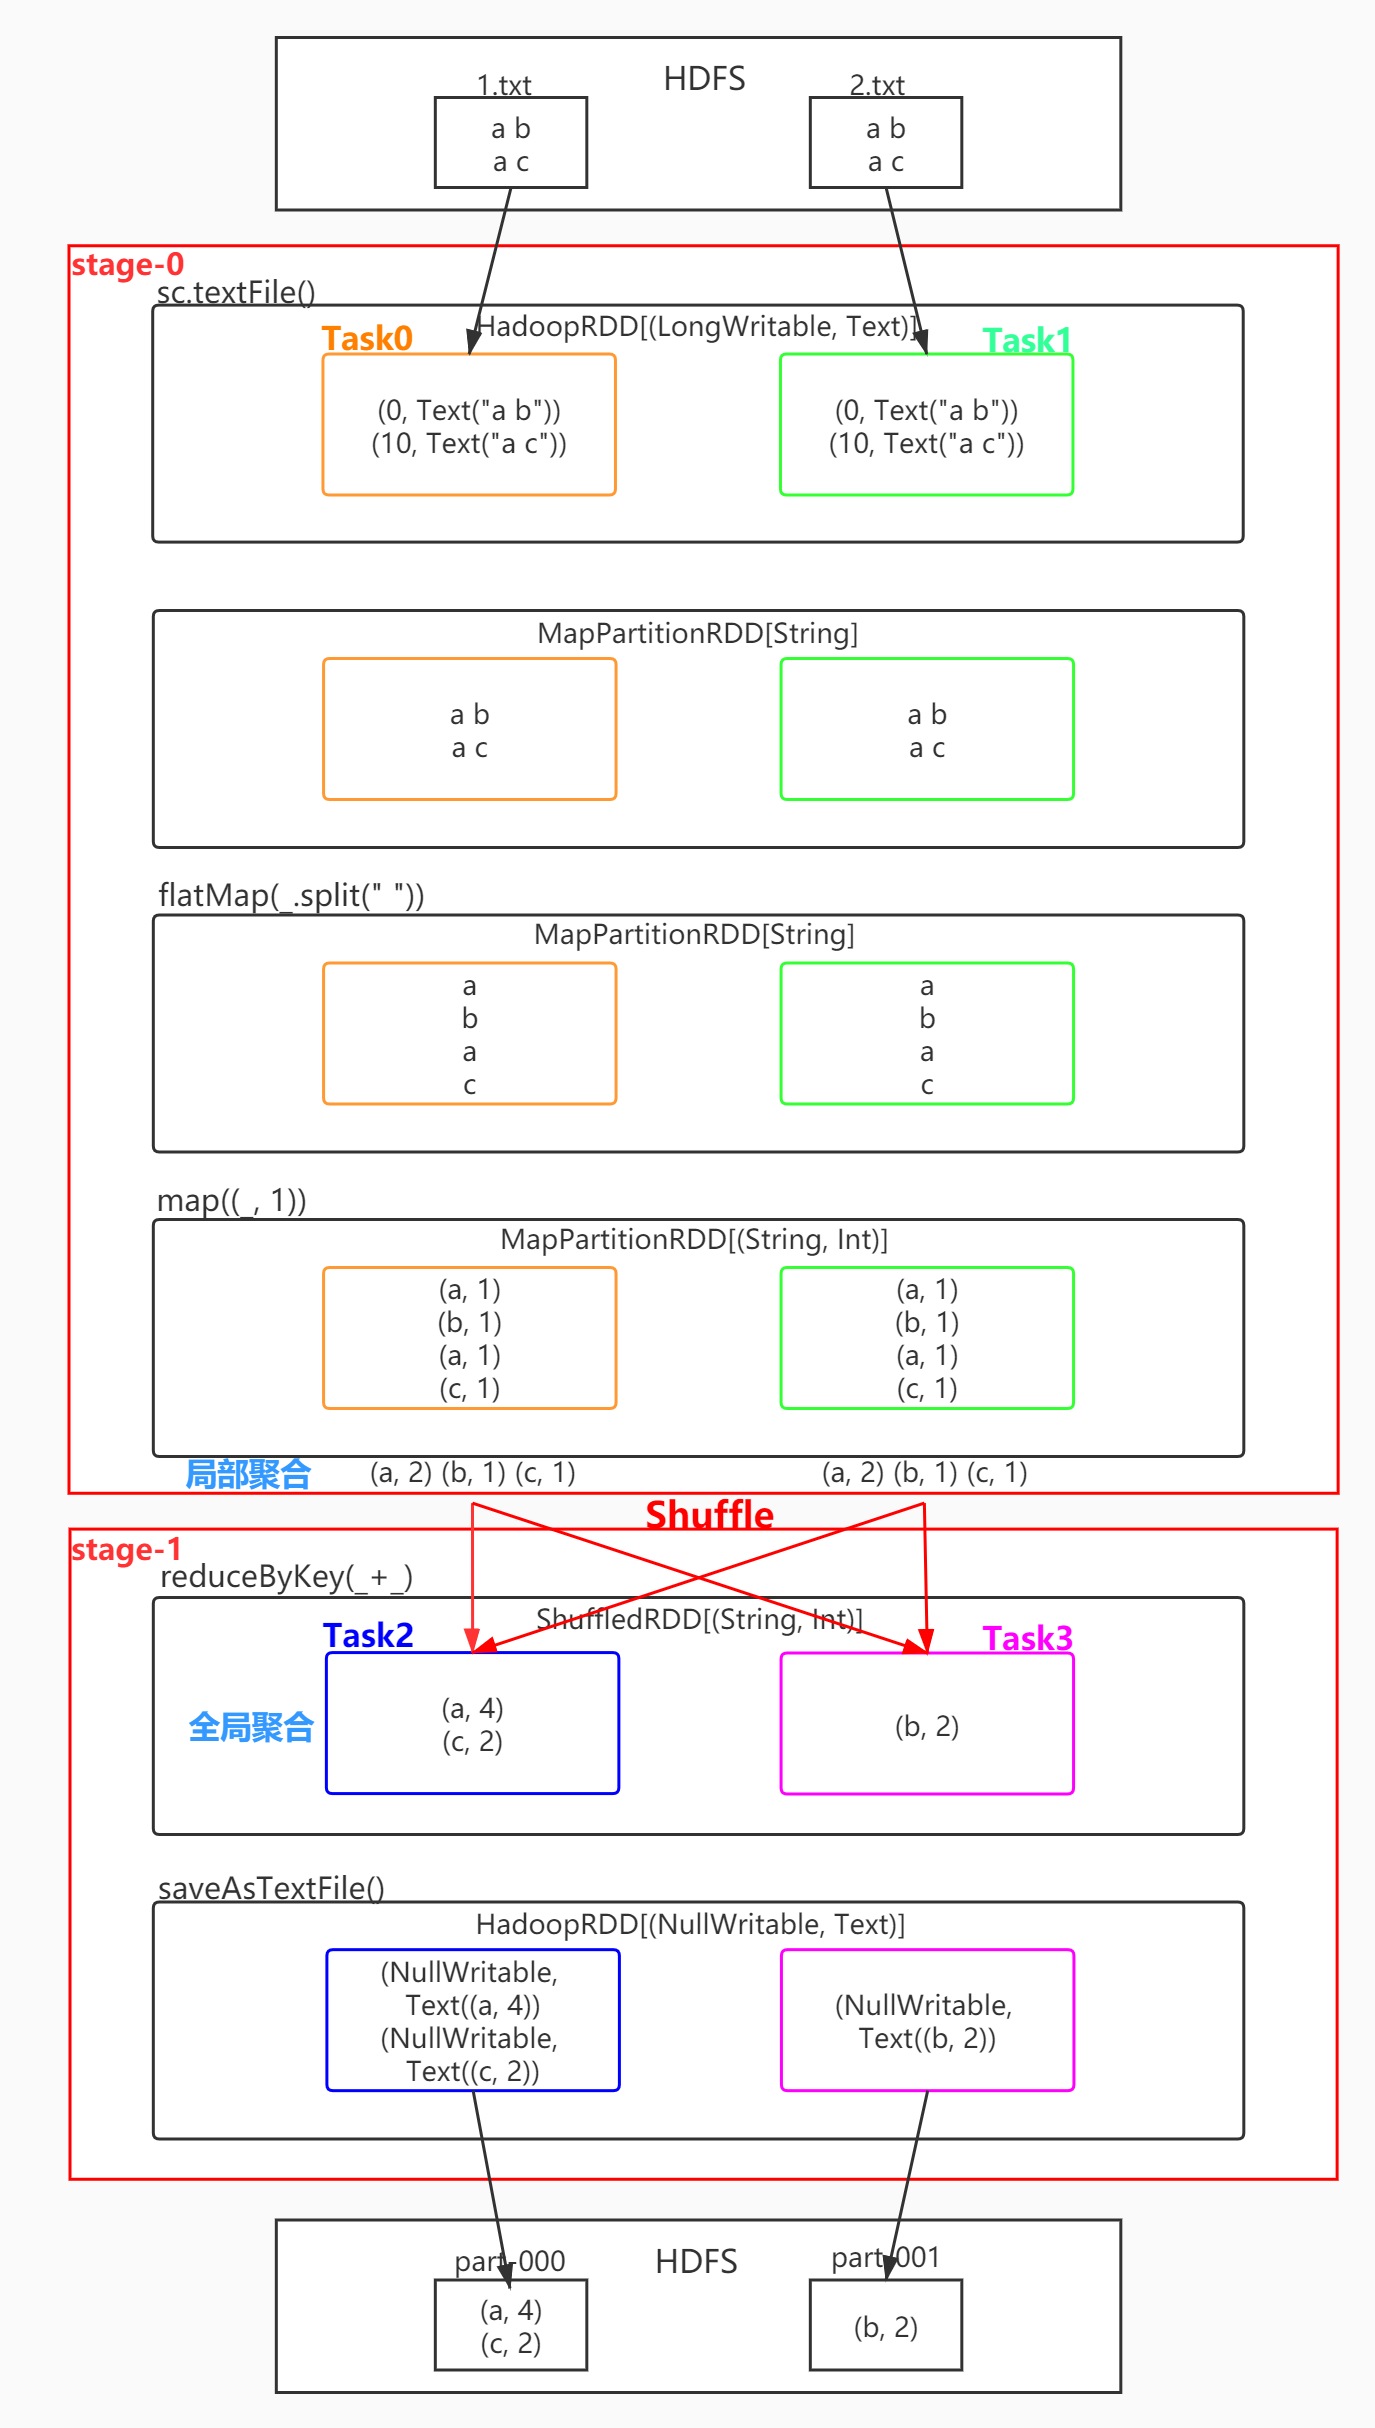 HDFS
1.txt
2.txt
a b
a c
a b
a c
stage-0
sc.textFile()
HadoopRDD[(LongWritable, Text)]
Task0
Task1
(0, Text("a b"))
(10, Text("a c"))
(0, Text("a b"))
(10, Text("a c"))
MapPartitionRDD[String]
a b
a c
a b
a c
flatMap(_.split(" "))
MapPartitionRDD[String]
a
b
a
c
a
b
a
c
map((_, 1))
MapPartitionRDD[(String, Int)]
(a, 1)
(b, 1)
(a, 1)
(c, 1)
(a, 1)
(b, 1)
(a, 1)
(c, 1)
局部聚合
(a, 2) (b, 1) (c, 1)
(a, 2) (b, 1) (c, 1)
Shuffle
stage-1
reduceByKey(_+_)
ShuffledRDD[(String, Int)]
Task2
Task3
全局聚合
(a, 4)
(c, 2)
(b, 2)
saveAsTextFile()
HadoopRDD[(NullWritable, Text)]
(NullWritable,
Text((a, 4))
(NullWritable,
Text((c, 2))
(NullWritable,
Text((b, 2))
HDFS
part-000
part-001
(a, 4)
(c, 2)
(b, 2)